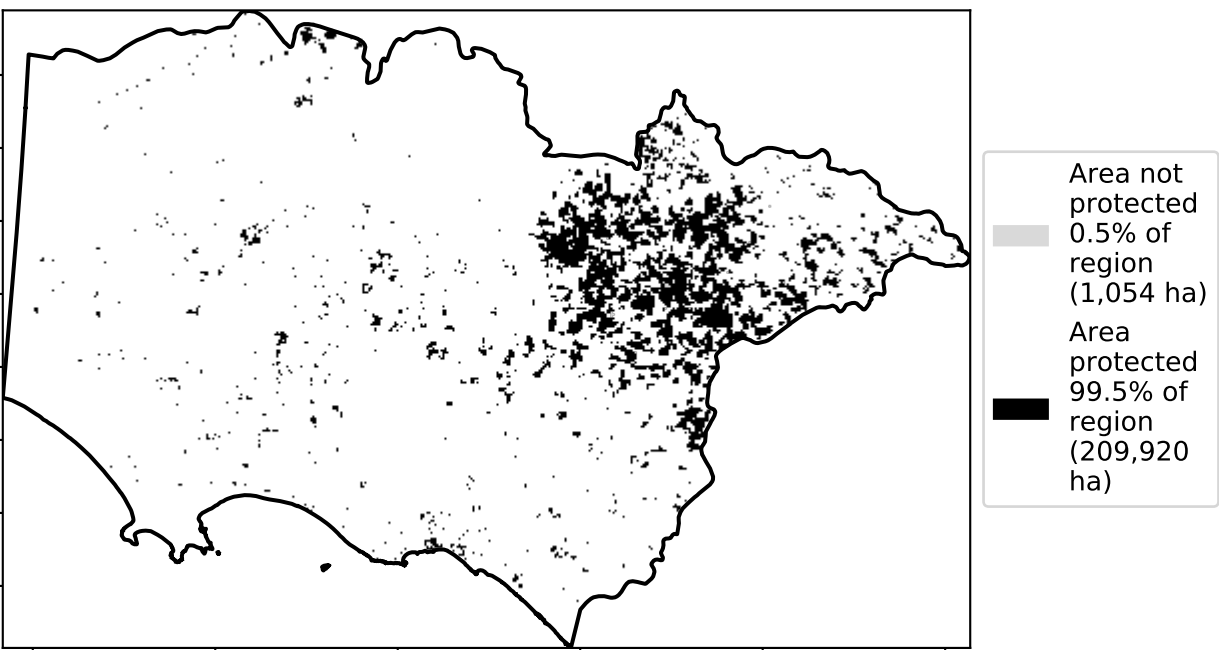 Area not
protected
0.5% of
region
(1,054 ha)
Area
protected
99.5% of
region
(209,920
ha)